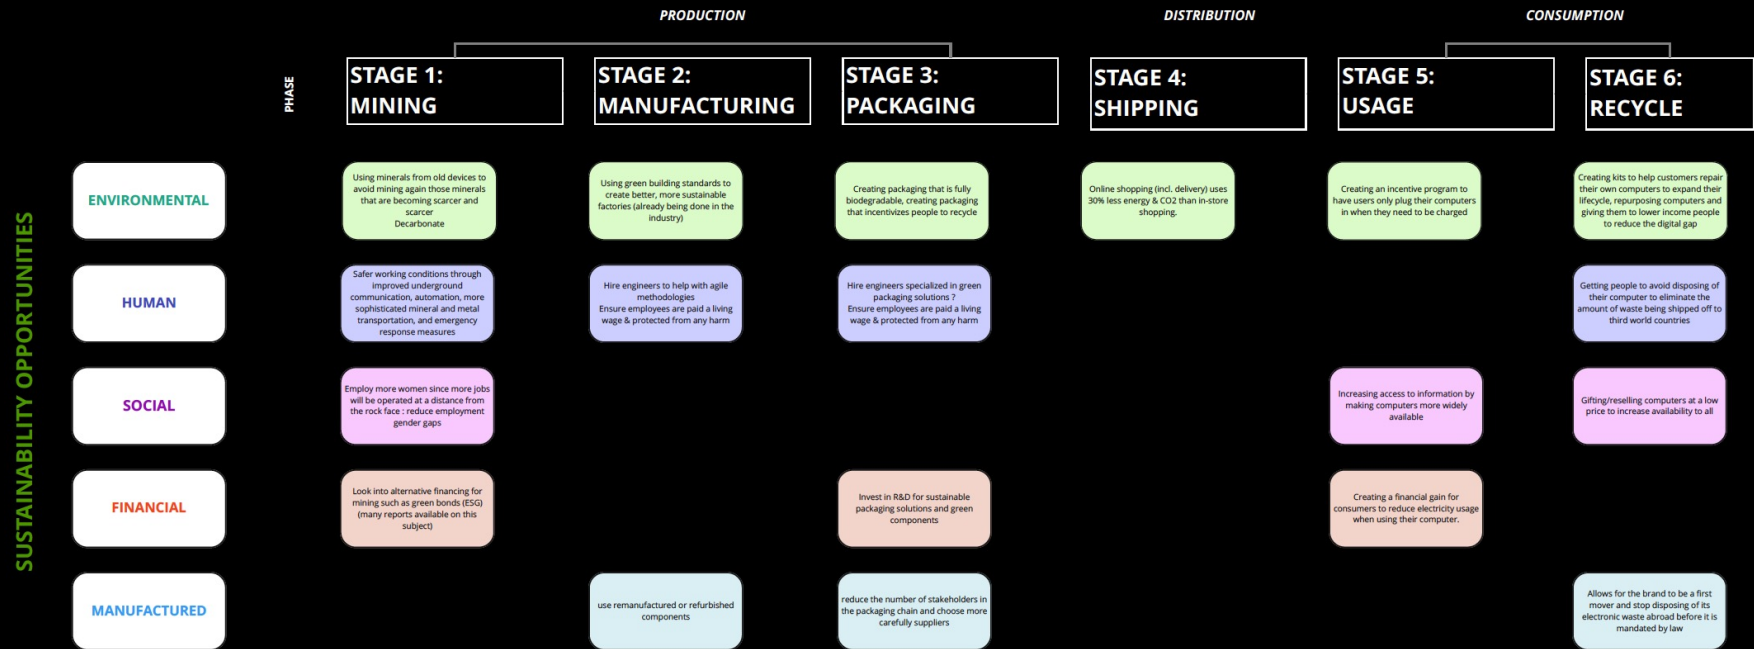 PRODUCTION
DISTRIBUTION
CONSUMPTION
PHASE
STAGE 1:
MINING
STAGE 2:
MANUFACTURING
STAGE 3:
PACKAGING
STAGE 4:
SHIPPING
STAGE 5:
USAGE
STAGE 6:
RECYCLE
SUSTAINABILITY OPPORTUNITIES
ENVIRONMENTAL
Using minerals from old devices to
avoid mining again those minerals
that are becoming scarcer and
scarcer
Decarbonate
Using green building standards to
create better, more sustainable
factories (already being done in the
industry)
Creating packaging that is fully
biodegradable, creating packaging
that incentivizes people to recycle
Online shopping (incl. delivery) uses
30% less energy & CO2 than in-store
shopping.
Creating an incentive program to
have users only plug their computers
in when they need to be charged
Creating kits to help customers repair
their own computers to expand their
lifecycle, repurposing computers and
giving them to lower income people
to reduce the digital gap
HUMAN
Safer working conditions through
improved underground
communication, automation, more
sophisticated mineral and metal
transportation, and emergency
response measures
Hire engineers to help with agile
methodologies
Ensure employees are paid a living
wage & protected from any harm
Hire engineers specialized in green
packaging solutions ?
Ensure employees are paid a living
wage & protected from any harm
Getting people to avoid disposing of
their computer to eliminate the
amount of waste being shipped off to
third world countries
SOCIAL
Employ more women since more jobs
will be operated at a distance from
the rock face : reduce employment
gender gaps
Increasing access to information by
making computers more widely
available
Gifting/reselling computers at a low
price to increase availability to all
FINANCIAL
Look into alternative financing for
mining such as green bonds (ESG)
(many reports available on this
subject)
Invest in R&D for sustainable
packaging solutions and green
components
Creating a financial gain for
consumers to reduce electricity usage
when using their computer.
MANUFACTURED
use remanufactured or refurbished
components
reduce the number of stakeholders in
the packaging chain and choose more
carefully suppliers
Allows for the brand to be a first
mover and stop disposing of its
electronic waste abroad before it is
mandated by law